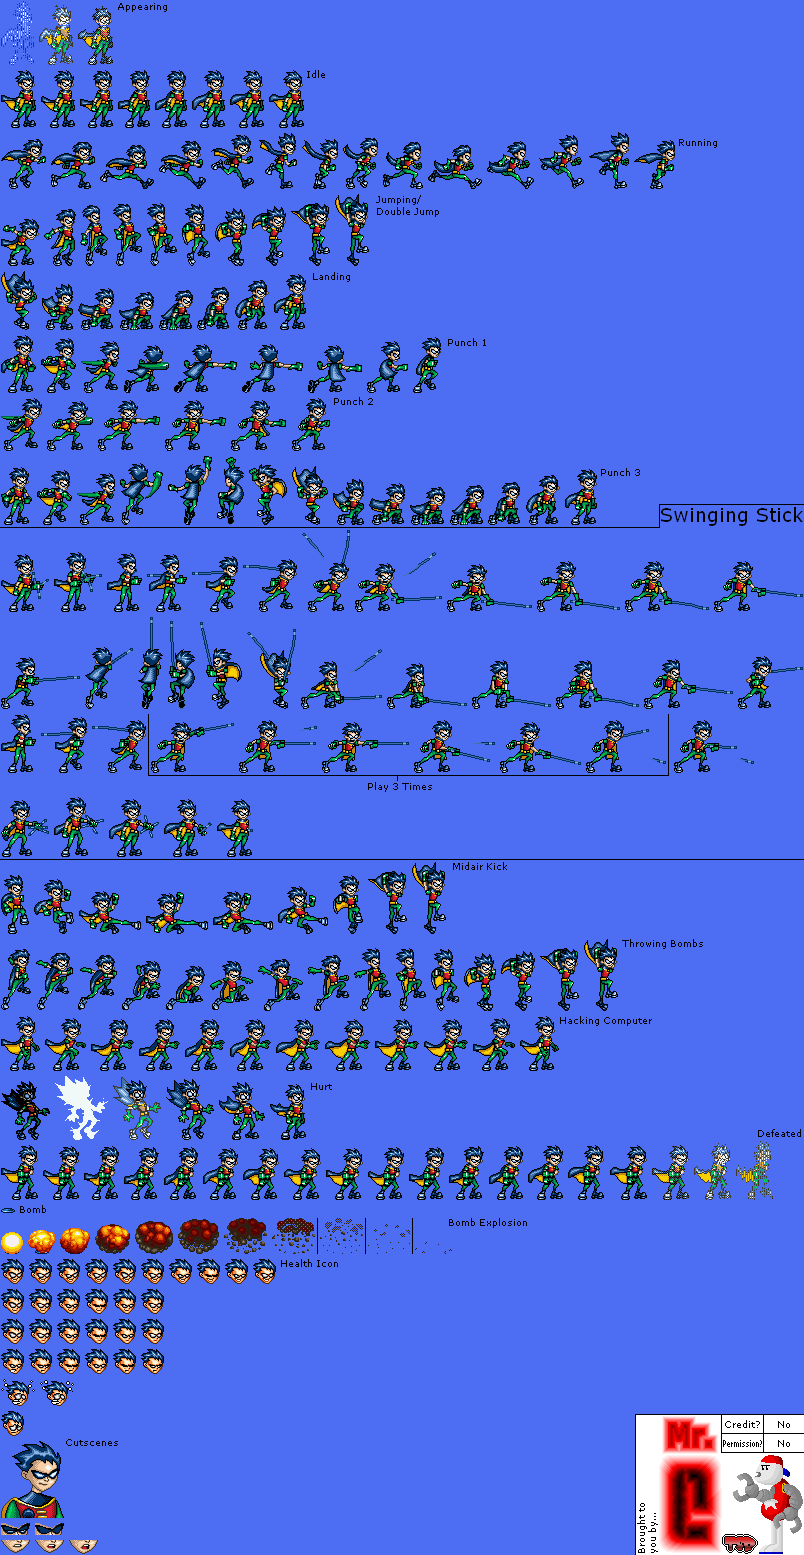 Appearing
Idle
Running
Jumping/
Double Jump
Landing
Punch 1
Punch 2
Punch 3
Swinging Stick
Play 3 Times
Midair Kick
Throwing Bombs
Hacking Computer
Hurt
Defeated
Bomb
Bomb Explosion
Health Icon
Cutscenes
Mr.
C
Credit? No
Permission? No
Brought to
you by...